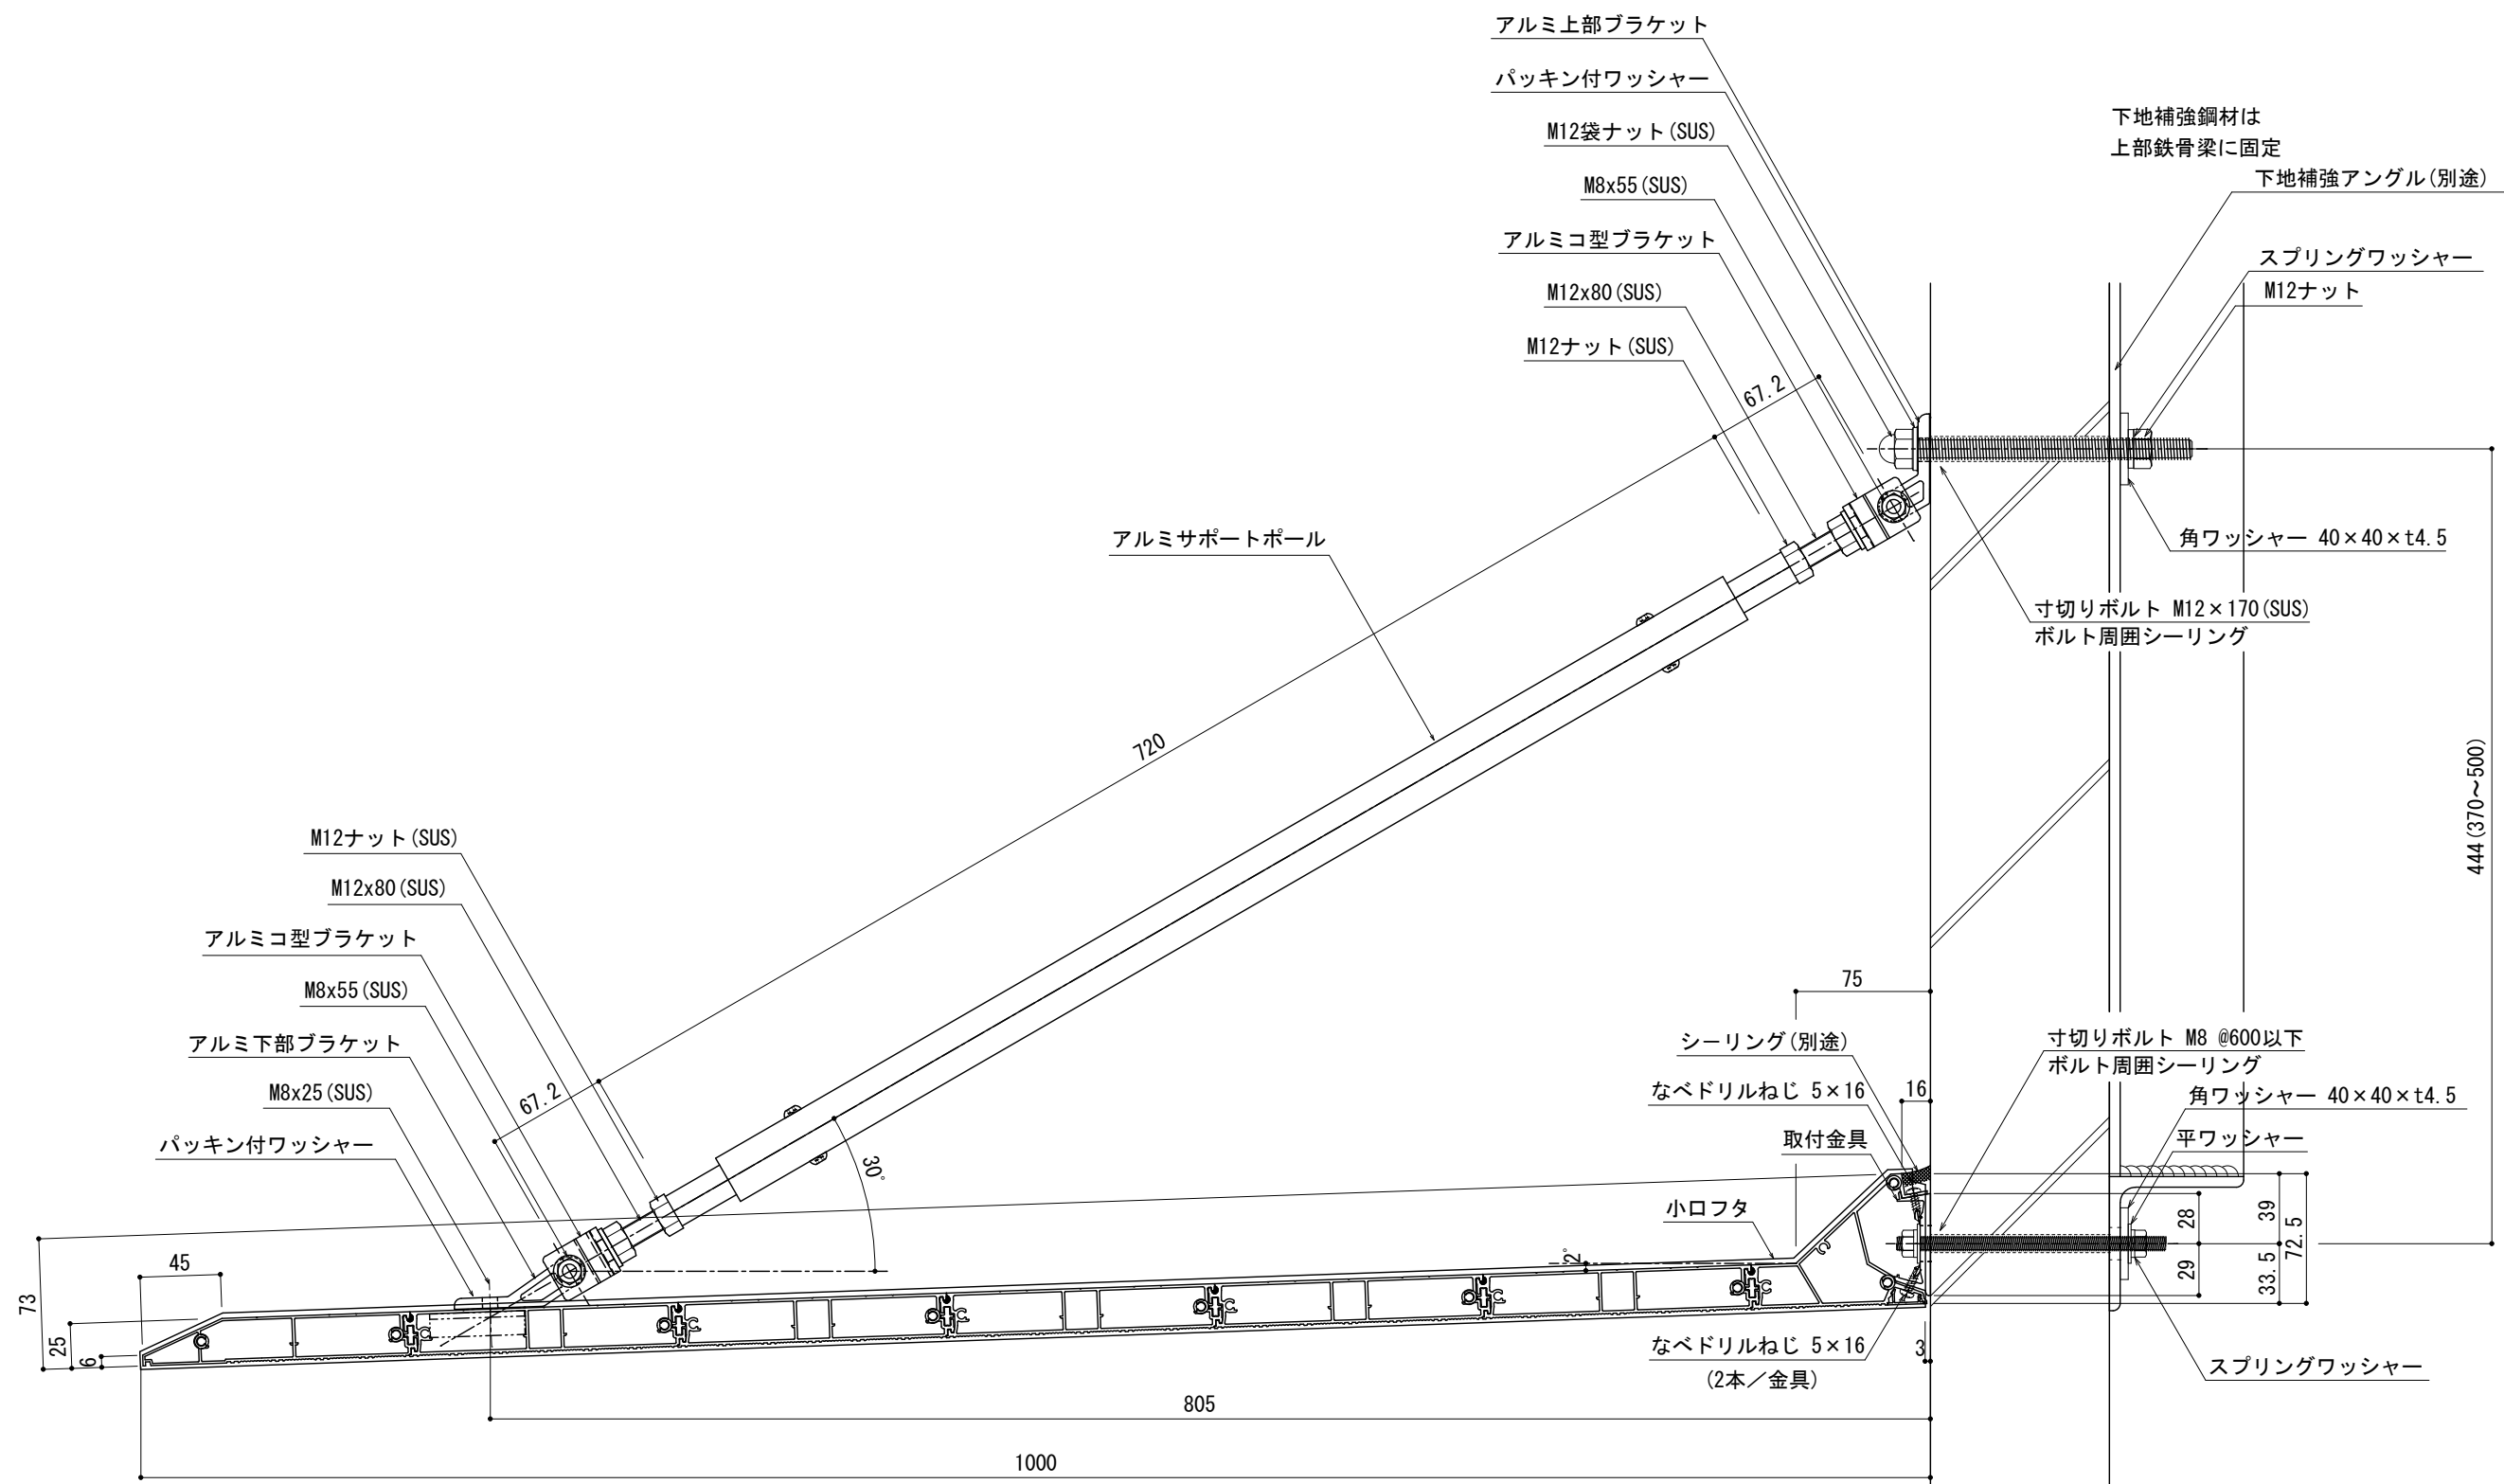 アルミ上部ブラケット
パッキン付ワッシャー
M12袋ナット(SUS)
M8x55(SUS)
アルミコ型ブラケット
M12x80(SUS)
M12ナット(SUS)
下地補強鋼材は
上部鉄骨梁に固定
下地補強アングル(別途)
スプリングワッシャー
M12ナット
67.2
アルミサポートポール
角ワッシャー 40×40×t4.5
寸切りボルト M12×170(SUS)
ボルト周囲シーリング
720
444(370～500)
M12ナット(SUS)
M12x80(SUS)
アルミコ型ブラケット
M8x55(SUS)
アルミ下部ブラケット
M8x25(SUS)
パッキン付ワッシャー
67.2
30°
75
シーリング(別途)
なべドリルねじ 5×16
16
取付金具
小口フタ
2°
寸切りボルト M8 @600以下
ボルト周囲シーリング
角ワッシャー 40×40×t4.5
平ワッシャー
28
39
72.5
29
33.5
45
73
25
6
なべドリルねじ 5×16
(2本／金具)
3
スプリングワッシャー
805
1000